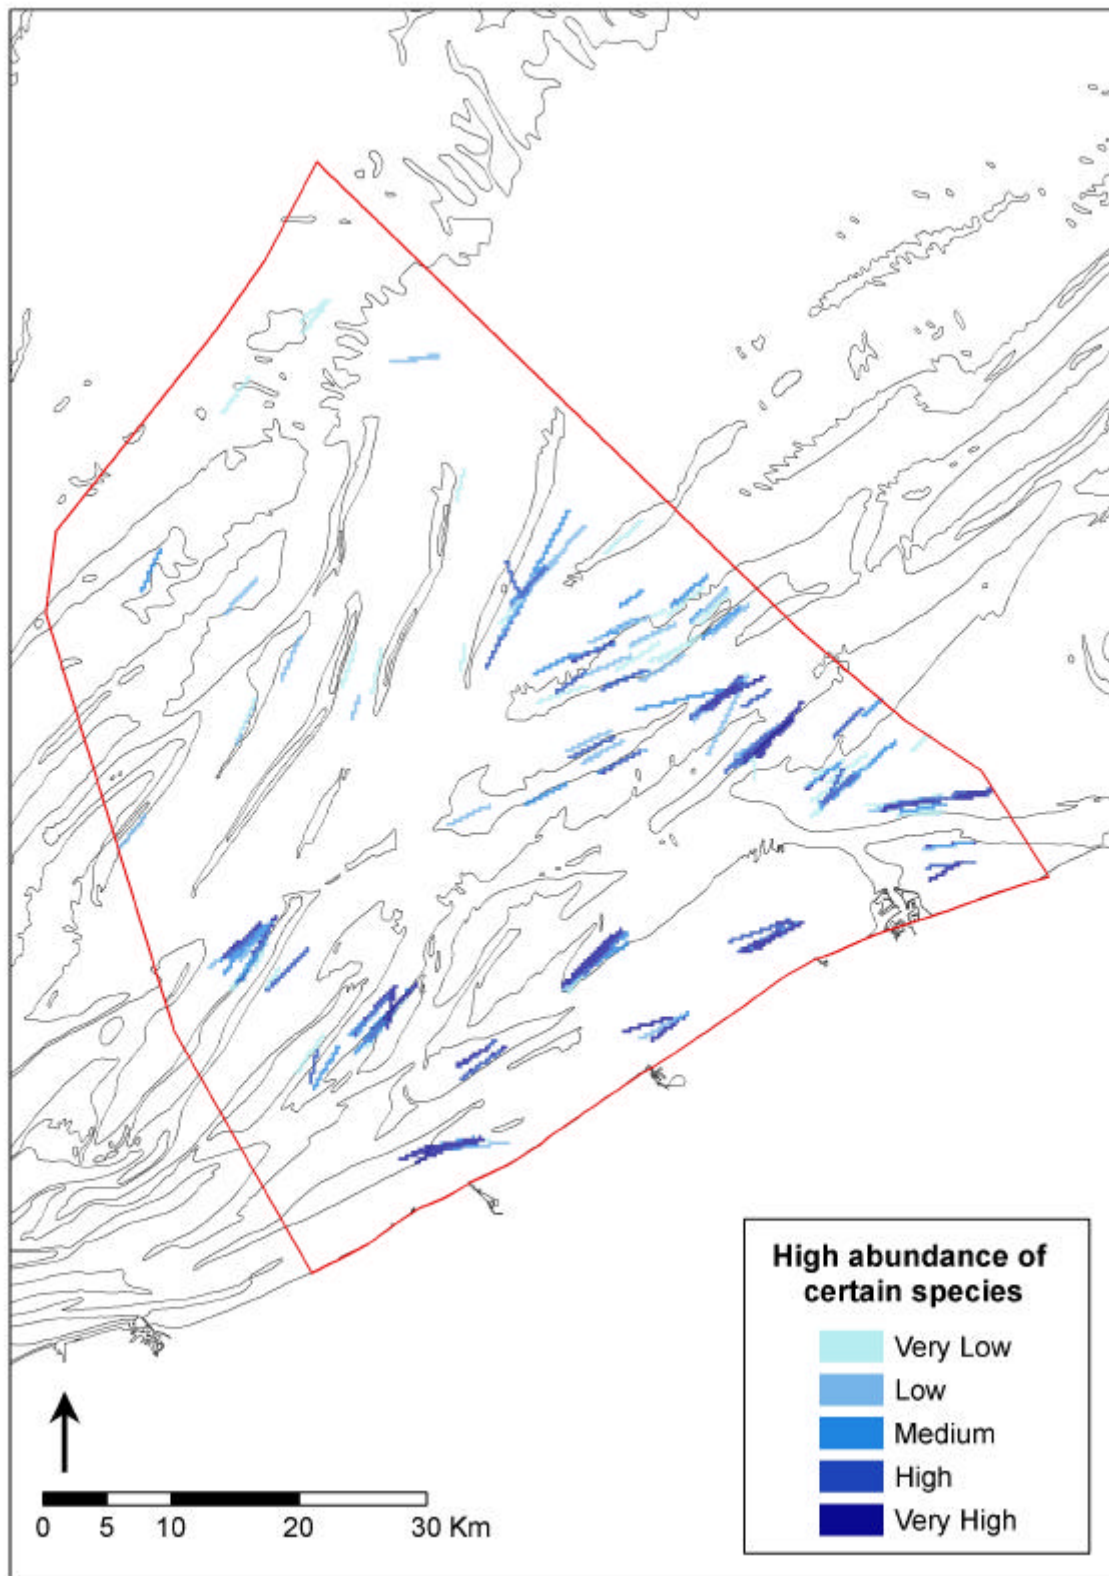 High abundance of
certain species
Very Low
Low
Medium
High
Very High
0 5 10 20 30 Km